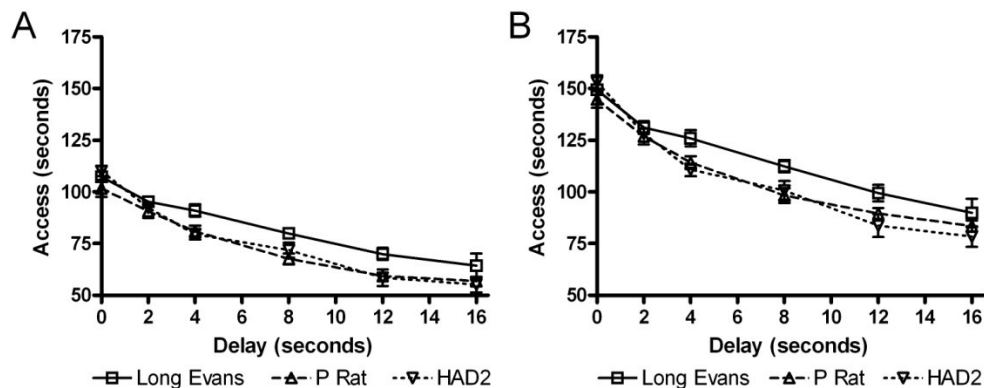 A
175
150
125
100
75
50
Access (seconds)
0 2 4 6 8 10 12 14 16
Delay (seconds)
Long Evans P Rat HAD2
B
175
150
125
100
75
50
Access (seconds)
0 2 4 6 8 10 12 14 16
Delay (seconds)
Long Evans P Rat HAD2